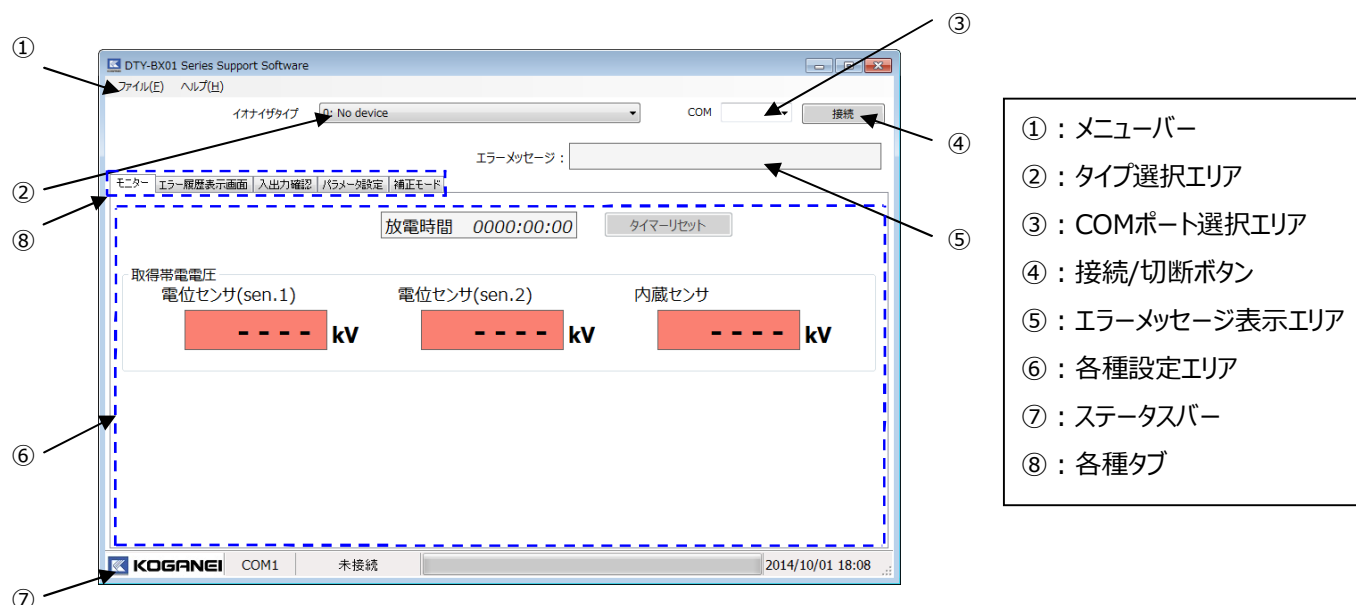 ③
①
DTY-BX01 Series Support Software
ファイル(F) ヘルプ(H)
イオナイザタイプ 0: No device COM 接続
④
エラーメッセージ :
②
モニター エラー履歴表示画面 入出力確認 パラメータ設定 補正モード
⑧
放電時間 0000:00:00 タイマーリセット
⑤
取得帯電電圧
電位センサ(sen.1) 電位センサ(sen.2) 内蔵センサ
---- kV ---- kV ---- kV
⑥
KOGANEI COM1 未接続 2014/10/01 18:08
⑦
①:メニューバー
②:タイプ選択エリア
③:COMポート選択エリア
④:接続/切断ボタン
⑤:エラーメッセージ表示エリア
⑥:各種設定エリア
⑦:ステータスバー
⑧:各種タブ